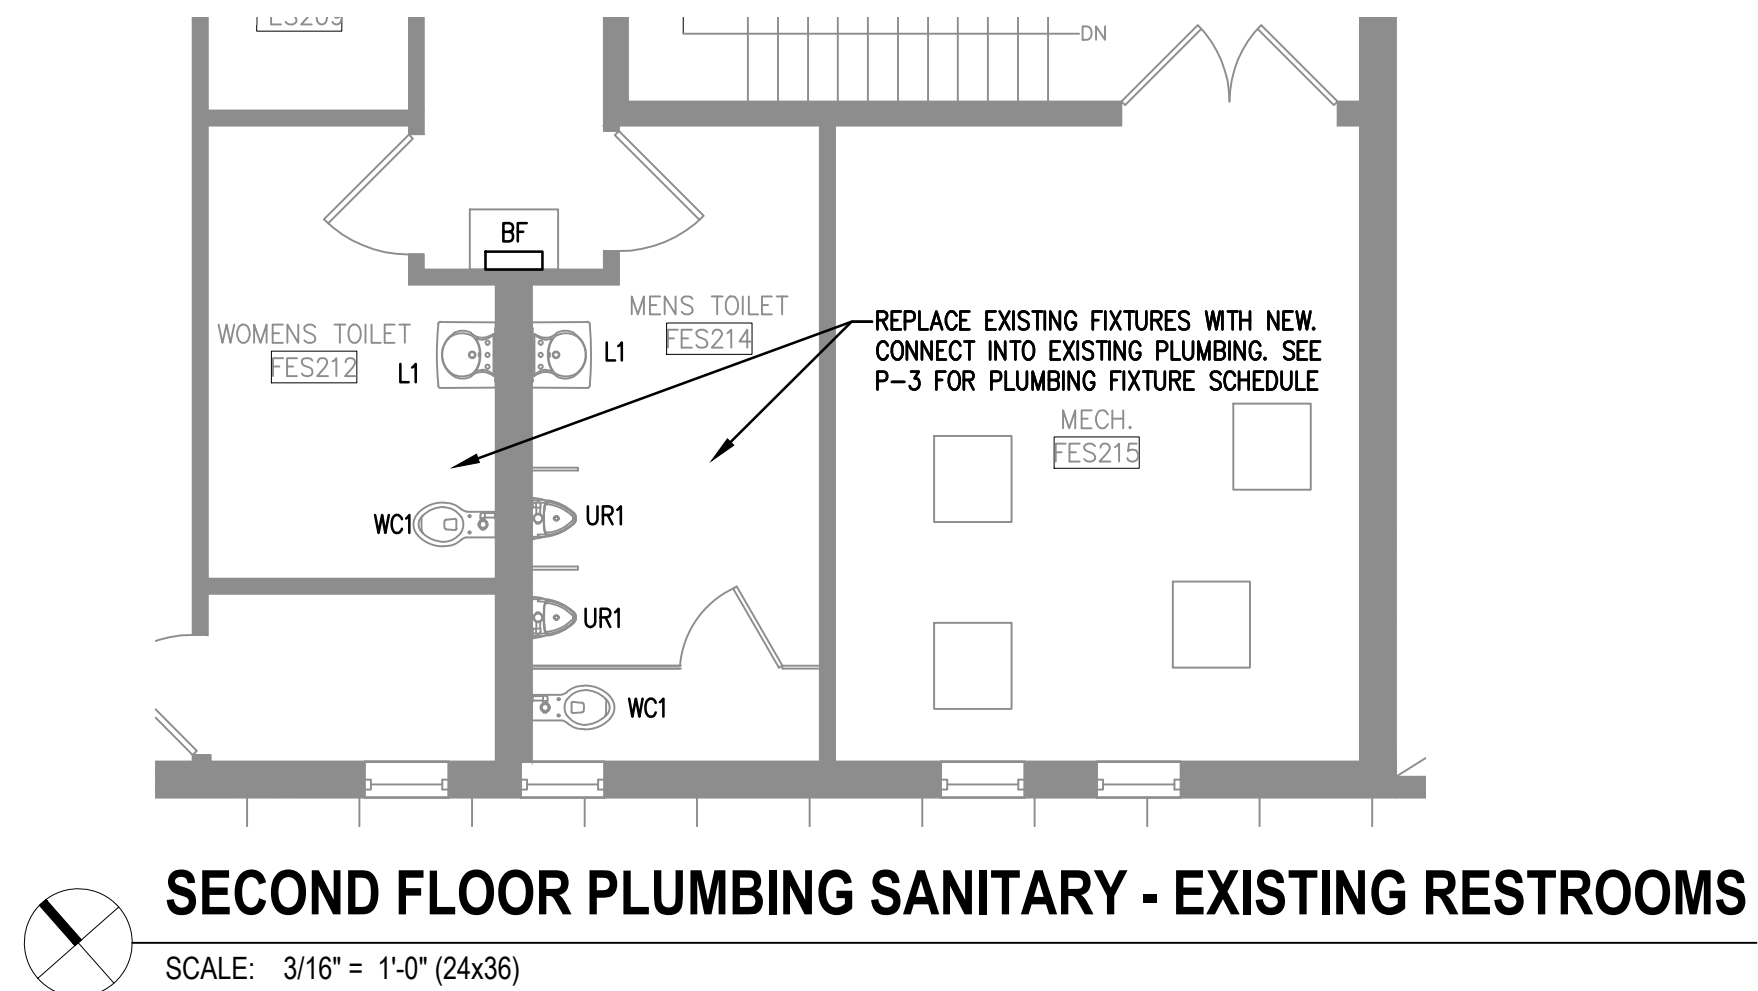 DN
BF
MENS TOILET
FES214
WOMENS TOILET
FES212
L1
L1
REPLACE EXISTING FIXTURES WITH NEW.
CONNECT INTO EXISTING PLUMBING. SEE
P-3 FOR PLUMBING FIXTURE SCHEDULE
MECH.
FES215
WC1
UR1
UR1
WC1
SECOND FLOOR PLUMBING SANITARY - EXISTING RESTROOMS
SCALE: 3/16" = 1'-0" (24x36)